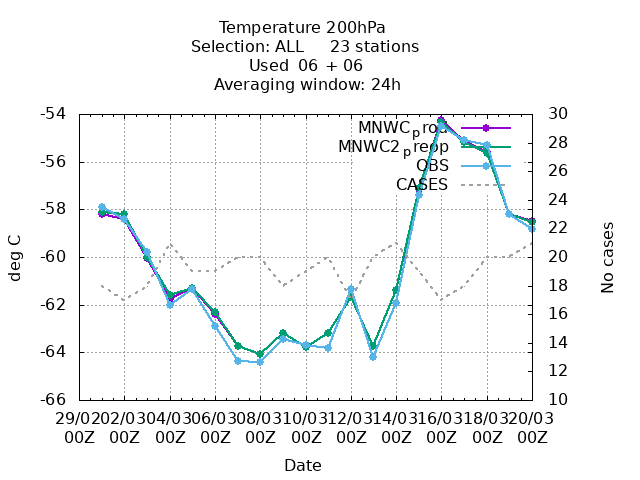 Temperature 200hPa
Selection: ALL 23 stations
Used 06 + 06
Averaging window: 24h
-54
-56
-58
-60
-62
-64
-66
30
28
26
24
22
20
18
16
14
12
10
deg C
No cases
MNWCprod
MNWC2prepp
OBS
CASES
29/02 02/03 04/03 06/03 08/03 10/03 12/03 14/03 16/03 18/03 20/03
00Z 00Z 00Z 00Z 00Z 00Z 00Z 00Z 00Z 00Z 00Z
Date